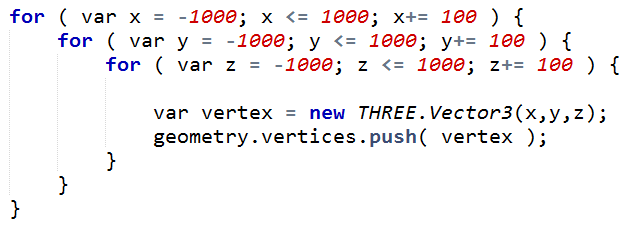 for ( var x = -1000; x <= 1000; x+= 100 ) {
for ( var y = -1000; y <= 1000; y+= 100 ) {
for ( var z = -1000; z <= 1000; z+= 100 ) {
var vertex = new THREE.Vector3(x,y,z);
geometry.vertices.push( vertex );
}
}
}